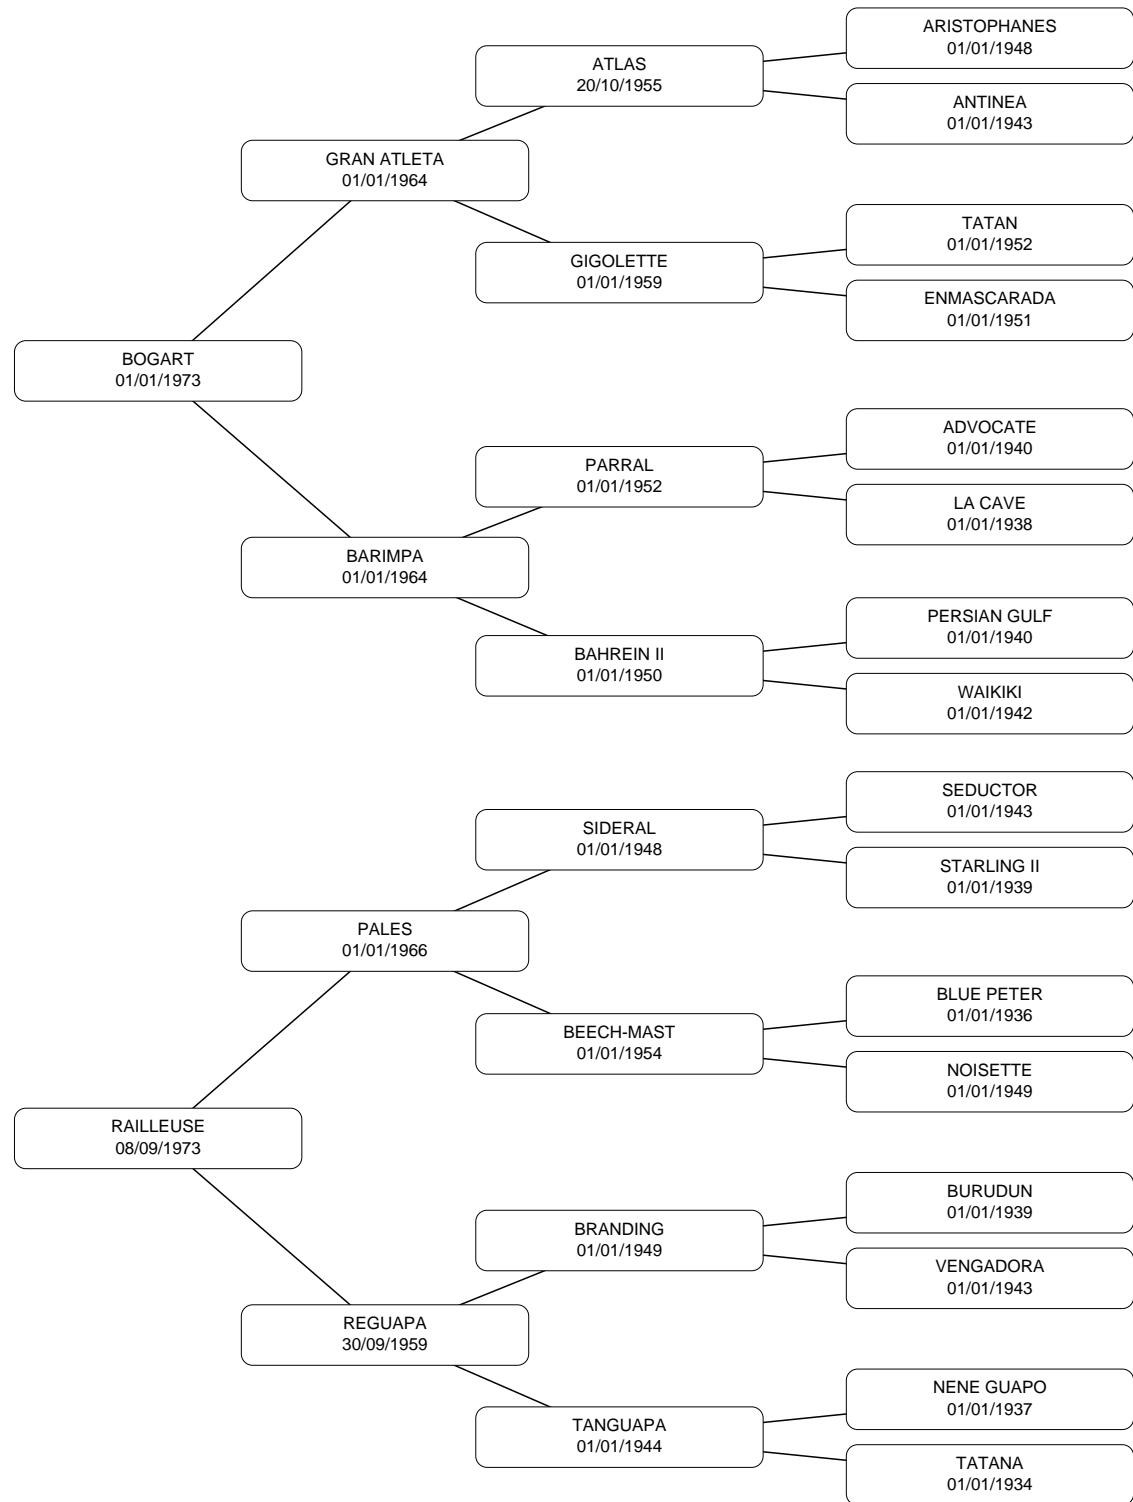 ARISTOPHANES
01/01/1948
ATLAS
20/10/1955
ANTINEA
01/01/1943
GRAN ATLETA
01/01/1964
TATAN
01/01/1952
GIGOLETTE
01/01/1959
ENMASCARADA
01/01/1951
BOGART
01/01/1973
ADVOCATE
01/01/1940
PARRAL
01/01/1952
LA CAVE
01/01/1938
BARIMPA
01/01/1964
PERSIAN GULF
01/01/1940
BAHREIN II
01/01/1950
WAIKIKI
01/01/1942
SEDUCTOR
01/01/1943
SIDERAL
01/01/1948
STARLING II
01/01/1939
PALES
01/01/1966
BLUE PETER
01/01/1936
BEECH-MAST
01/01/1954
NOISETTE
01/01/1949
RAILLEUSE
08/09/1973
BURUDUN
01/01/1939
BRANDING
01/01/1949
VENGADORA
01/01/1943
REGUAPA
30/09/1959
NENE GUAPO
01/01/1937
TANGUAPA
01/01/1944
TATANA
01/01/1934